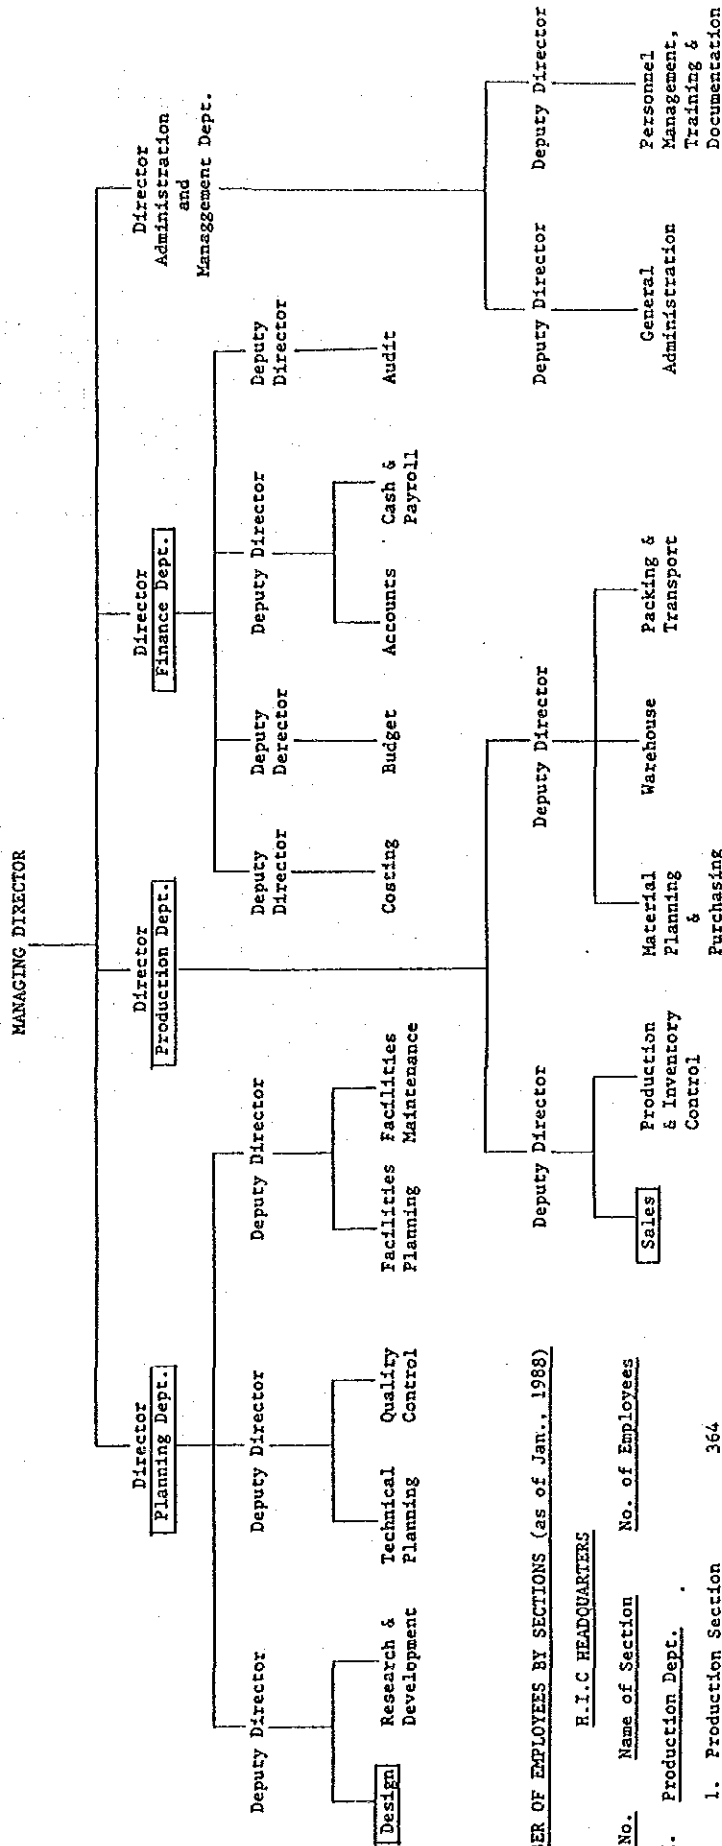 MANAGING DIRECTOR
Director
Planning Dept.
Director
Production Dept.
Director
Finance Dept.
Director
Administration
and
Managgement Dept.
Deputy Director
Deputy Director
Deputy Director
Deputy
Director
Deputy
Derector
Deputy Director
Deputy
Director
Design
Research &
Development
Technical
Planning
Quality
Control
Facilities
Planning
Facilities
Maintenance
Costing
Budget
Accounts
Cash &
Payroll
Audit
Deputy Director
Deputy Director
Deputy Director
Deputy Director
Sales
Production
& Inventory
Control
Material
Planning
&
Purchasing
Warehouse
Packing &
Transport
General
Administration
Personnel
Management,
Training &
Documentation
OF EMPLOYEES BY SECTIONS (as of Jan., 1988)
H.I.C HEADQUARTERS
No. Name of Section No. of Employees
Production Dept.
1. Production Section 364